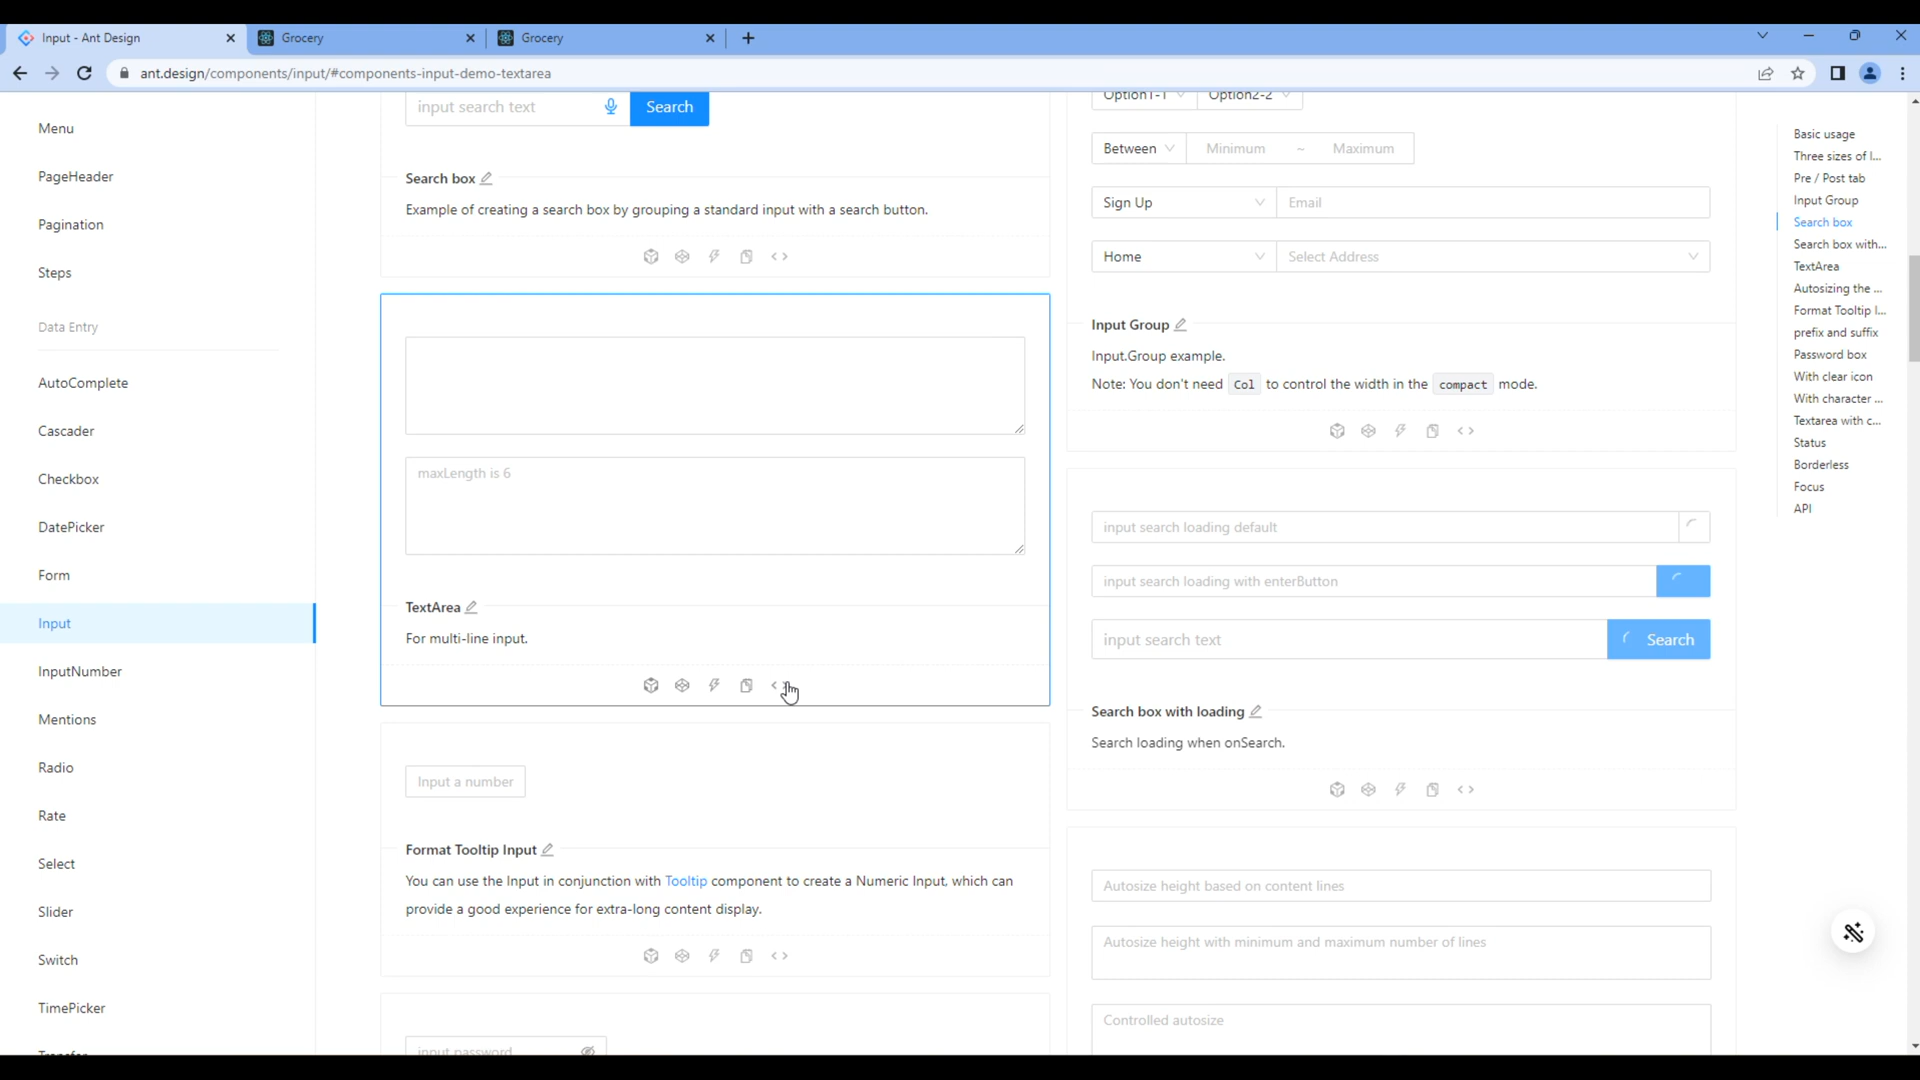 Input - Ant Design
Grocery
Grocery
ant.design/components/input/#components-input-demo-textarea
Menu
PageHeader
Pagination
Steps
Data Entry
AutoComplete
Cascader
Checkbox
DatePicker
Form
Input
InputNumber
Mentions
Radio
Rate
Select
Slider
Switch
TimePicker
Transfer
input search text
Search
Search box
Example of creating a search box by grouping a standard input with a search button.
maxLength is 6
TextArea
For multi-line input.
Input a number
Format Tooltip Input
You can use the Input in conjunction with Tooltip component to create a Numeric Input, which can
provide a good experience for extra-long content display.
input password
Option1-1 Option2-2
Between Minimum ~ Maximum
Sign Up Email
Home Select Address
Input Group
Input.Group example.
Note: You don't need Col to control the width in the compact mode.
input search loading default
input search loading with enterButton
input search text Search
Search box with loading
Search loading when onSearch.
Autosize height based on content lines
Autosize height with minimum and maximum number of lines
Controlled autosize
Basic usage
Three sizes of I...
Pre / Post tab
Input Group
Search box
Search box with...
TextArea
Autosizing the ...
Format Tooltip I...
prefix and suffix
Password box
With clear icon
With character ...
Textarea with c...
Status
Borderless
Focus
API